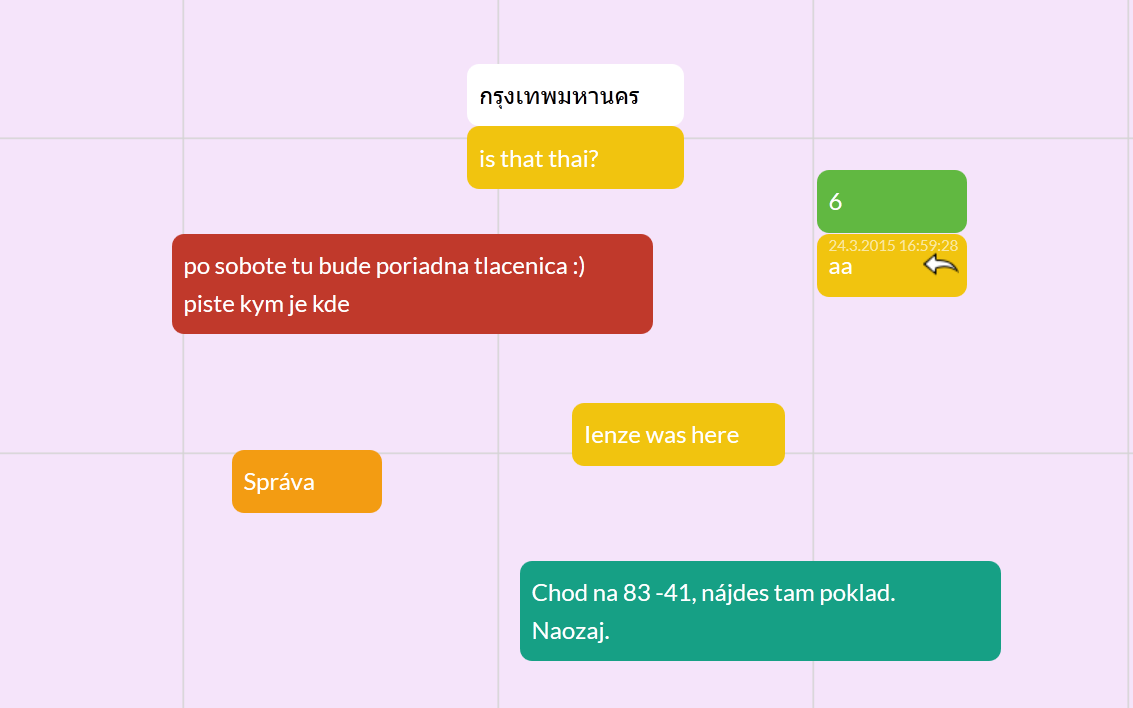 กรุงเทพมหานคร
is that thai?
6
24.3.2015 16:59:28
aa
po sobote tu bude poriadna tlacenica :)
piste kym je kde
Ienze was here
Správa
Chod na 83 -41, nájdes tam poklad.
Naozaj.